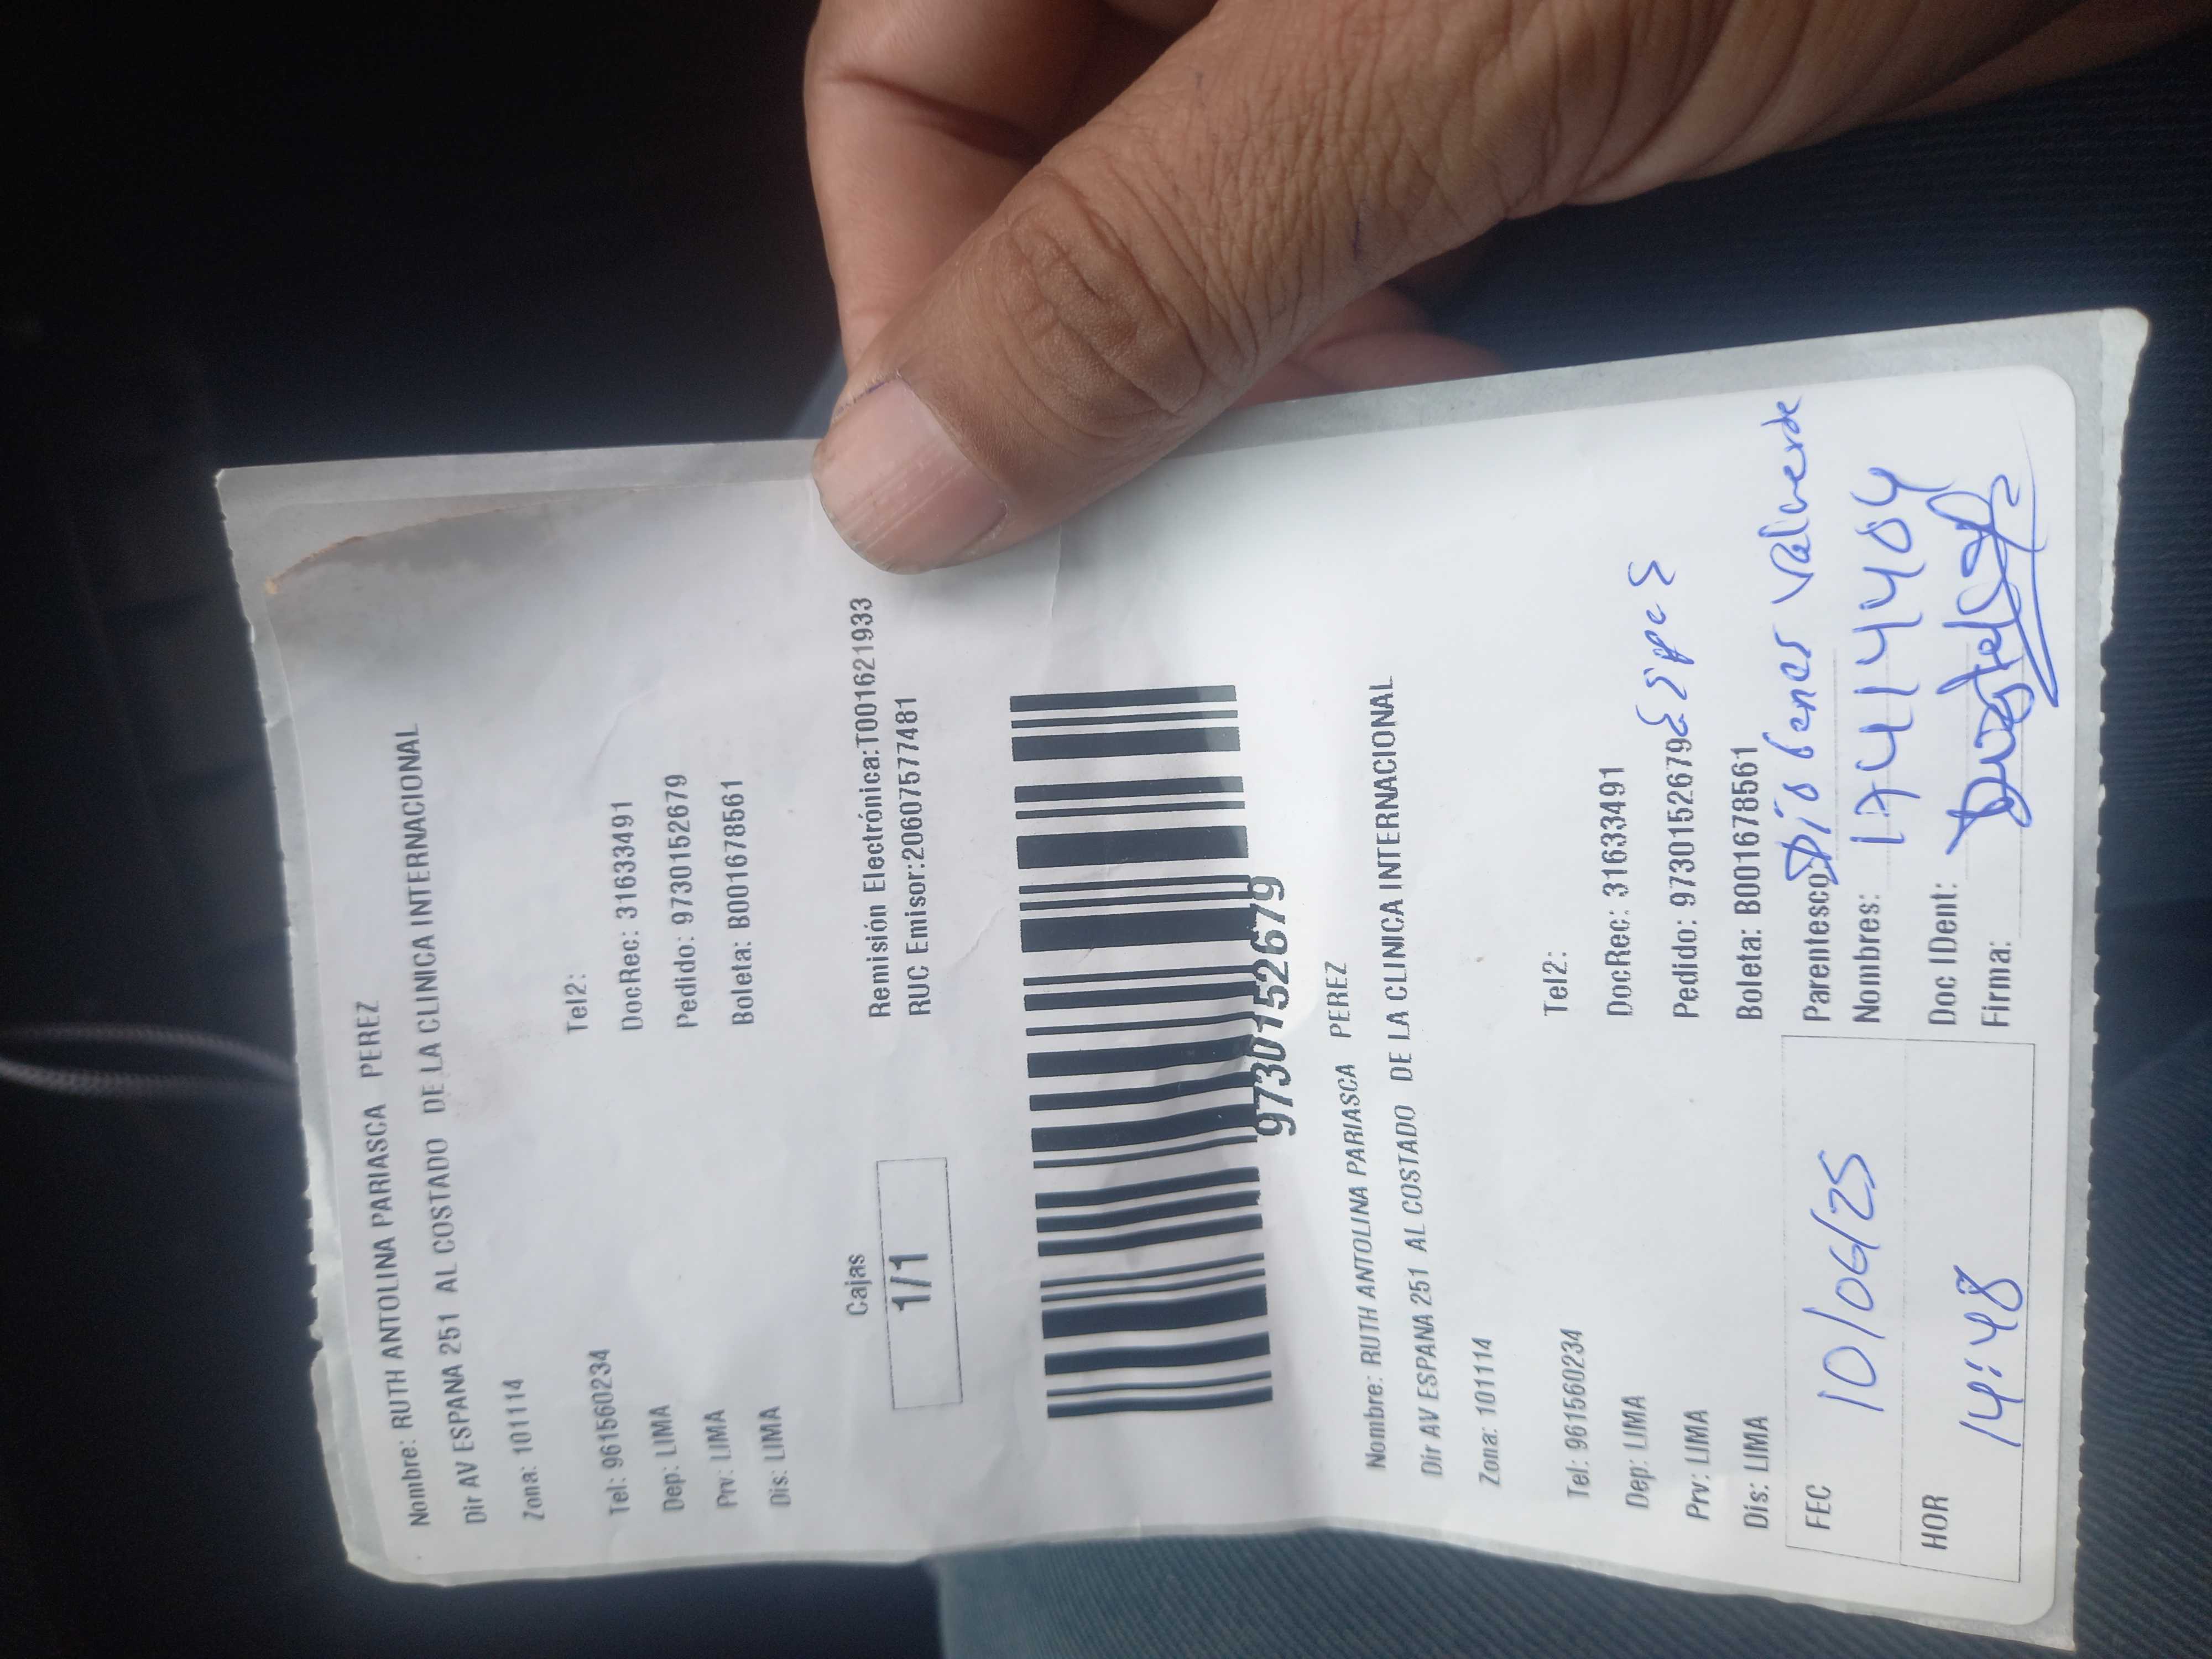 Nombre: RUTH ANTOLINA PARIASCA PEREZ
Dir AV ESPANA 251 AL COSTADO DE LA CLINICA INTERNACIONAL
Zona: 101114
Tel: 961560234 Tel2:
Dep: LIMA DocRec: 31633491
Prv: LIMA Pedido: 9730152679
Dis: LIMA Boleta: B001678561
Cajas
1/1
Remisión Electrónica:T001621933
RUC Emisor:20607577481
9730152679
Nombre: RUTH ANTOLINA PARIASCA PEREZ
Dir AV ESPANA 251 AL COSTADO DE LA CLINICA INTERNACIONAL
Zona: 101114
Tel: 961560234 Tel2:
Dep: LIMA DocRec: 31633491
Prv: LIMA Pedido: 9730152679
Dis: LIMA Boleta: B001678561
FEC 10/06/25
HOR 14:48
Parentesco:
Nombres: Valverde
Doc IDent: 17414404
Firma: